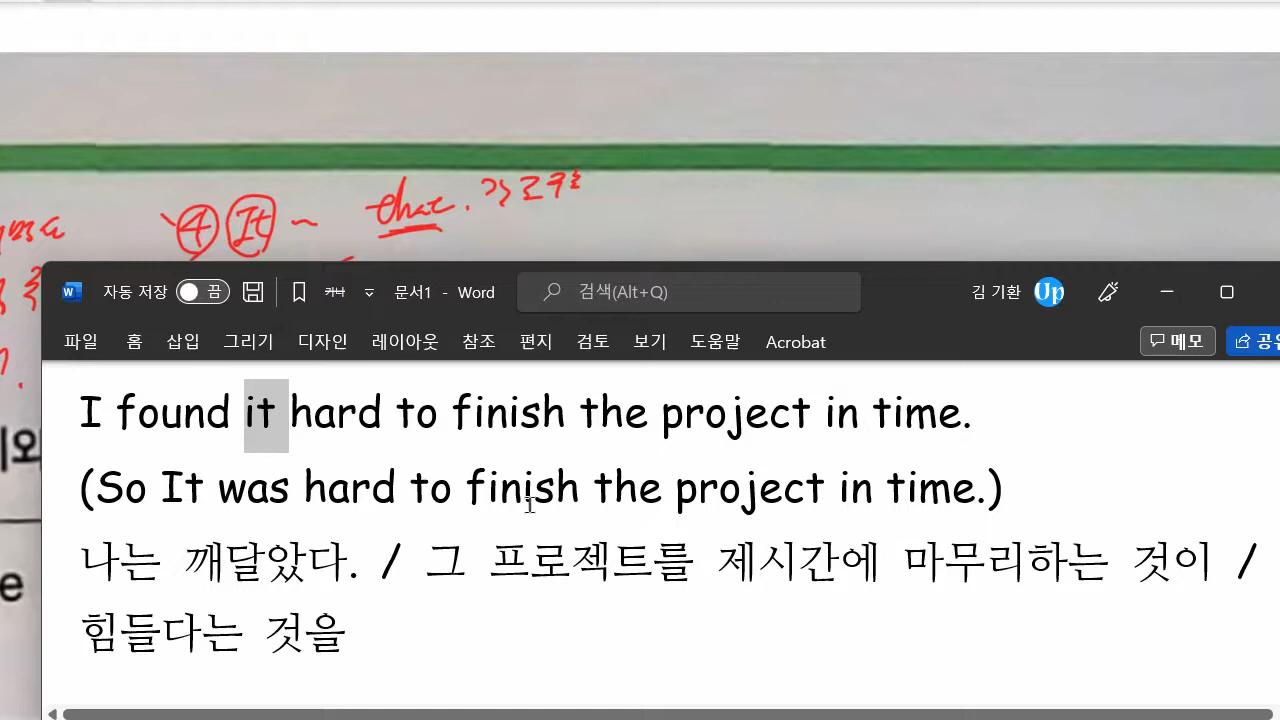 ④ It ~ that.
자동 저장 끔 문서1 - Word 검색(Alt+Q) 김 기환 Up
파일 홈 삽입 그리기 디자인 레이아웃 참조 편지 검토 보기 도움말 Acrobat 메모
I found it hard to finish the project in time.
(So It was hard to finish the project in time.)
나는 깨달았다. / 그 프로젝트를 제시간에 마무리하는 것이 /
힘들다는 것을
e